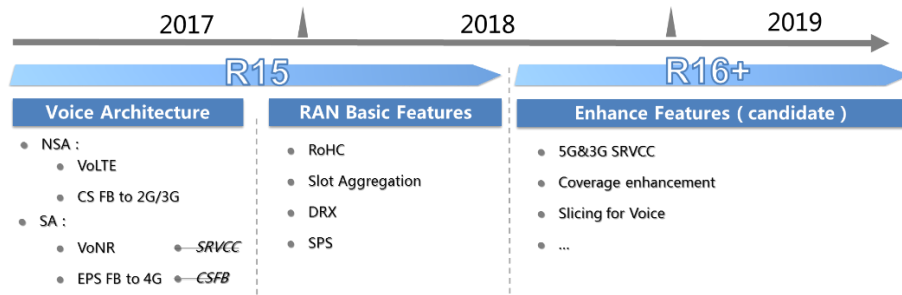 2017 2018 2019
R15 R16+
Voice Architecture
NSA :
VoLTE
CS FB to 2G/3G
SA :
VoNR SRVCC
EPS FB to 4G CSFB
RAN Basic Features
RoHC
Slot Aggregation
DRX
SPS
Enhance Features ( candidate )
5G&3G SRVCC
Coverage enhancement
Slicing for Voice
...